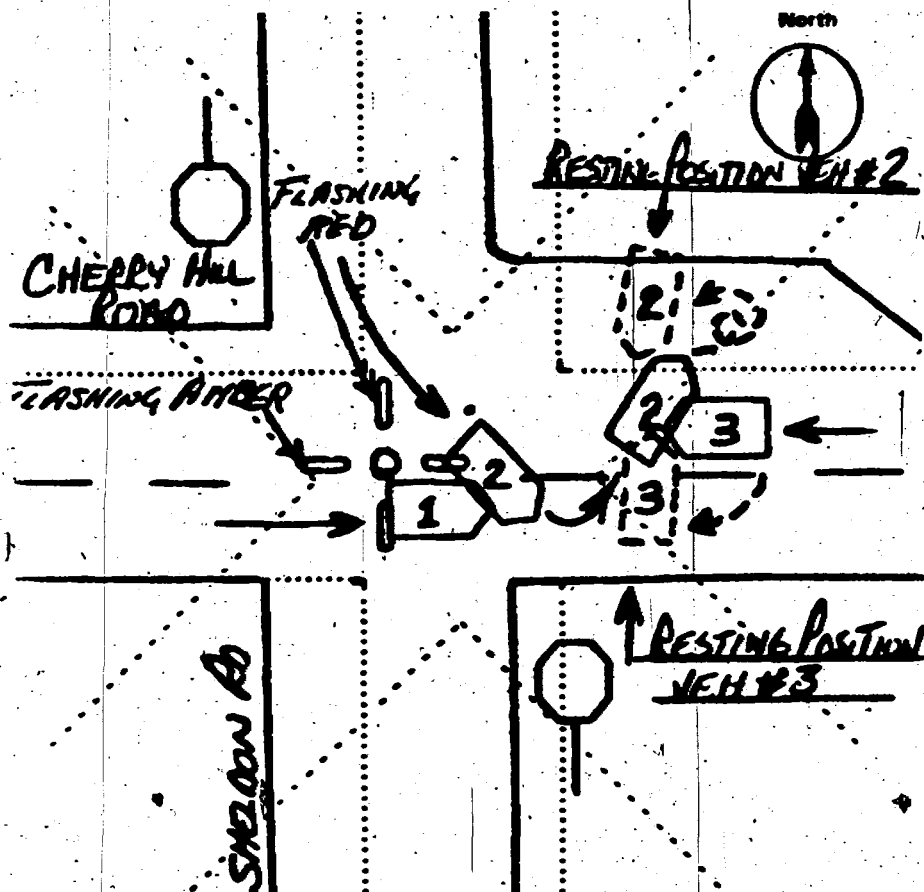 North
RESTING POSITION VEH #2
FLASHING
RED
CHERRY HILL
ROAD
FLASHING AMBER
2
2
3
2
1
3
RESTING POSITION
VEH #3
SHELDON RD